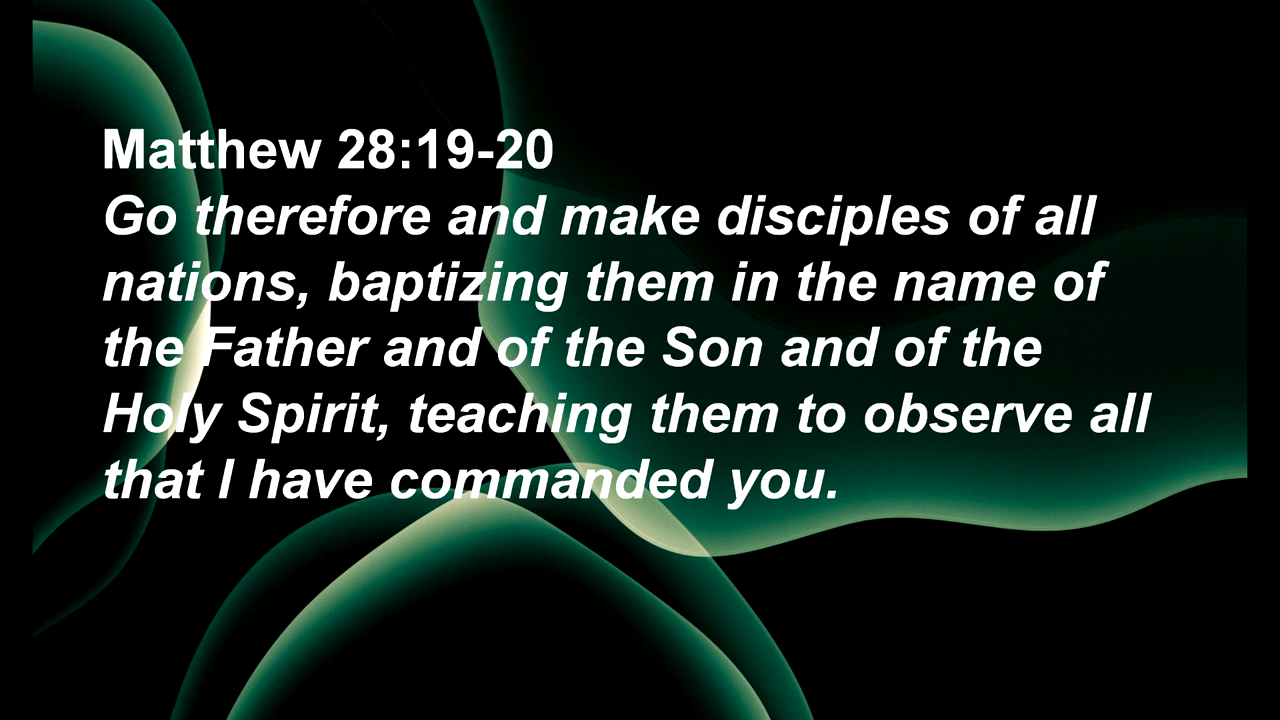 Matthew 28:19-20
Go therefore and make disciples of all
nations, baptizing them in the name of
the Father and of the Son and of the
Holy Spirit, teaching them to observe all
that I have commanded you.